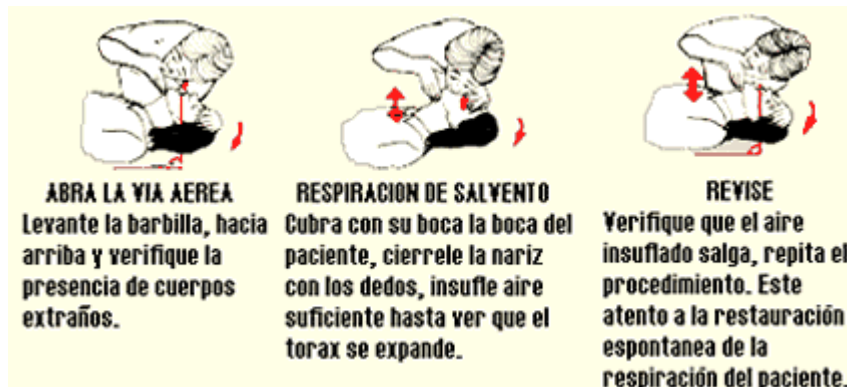 ABRA LA VIA AEREA
Levante la barbilla, hacia
arriba y verifique la
presencia de cuerpos
extraños.
RESPIRACION DE SALVENTO
Cubra con su boca la boca del
paciente, cierrele la nariz
con los dedos, insufle aire
suficiente hasta ver que el
torax se expande.
REVISE
Verifique que el aire
insuflado salga, repita el
procedimiento. Este
atento a la restauración
espontanea de la
respiración del paciente.